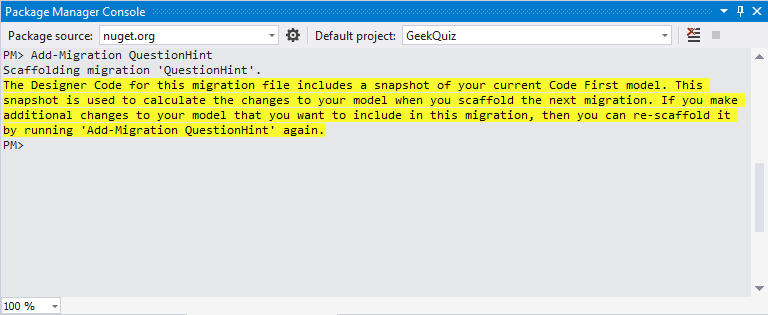 Package Manager Console
Package source: nuget.org Default project: GeekQuiz
PM> Add-Migration QuestionHint
Scaffolding migration 'QuestionHint'.
The Designer Code for this migration file includes a snapshot of your current Code First model. This
snapshot is used to calculate the changes to your model when you scaffold the next migration. If you make
additional changes to your model that you want to include in this migration, then you can re-scaffold it
by running 'Add-Migration QuestionHint' again.
PM>
100 %